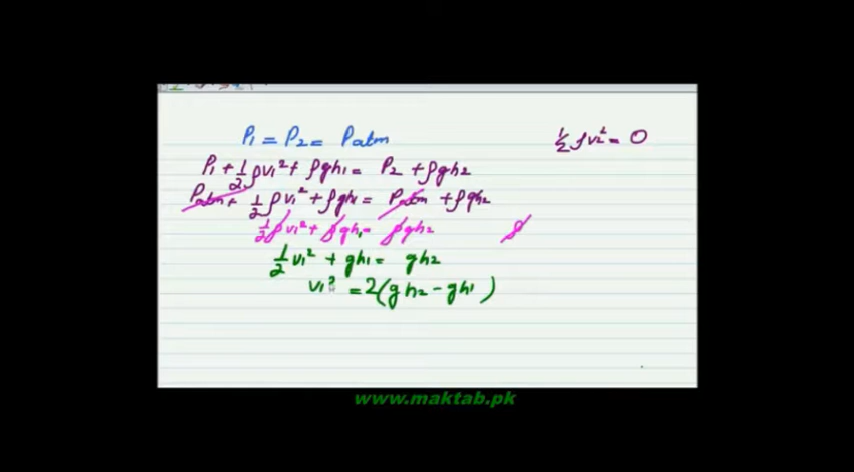 P₁ = P₂ = Patm
½ρv₂² = 0
P₁ + ½ρv₁² + ρgh₁ = P₂ + ρgh₂
Patm + ½ρv₁² + ρgh₁ = Patm + ρgh₂
½ρv₁² + ρgh₁ = ρgh₂
ρ
½v₁² + gh₁ = gh₂
v₁² = 2(gh₂ - gh₁)
www.maktab.pk